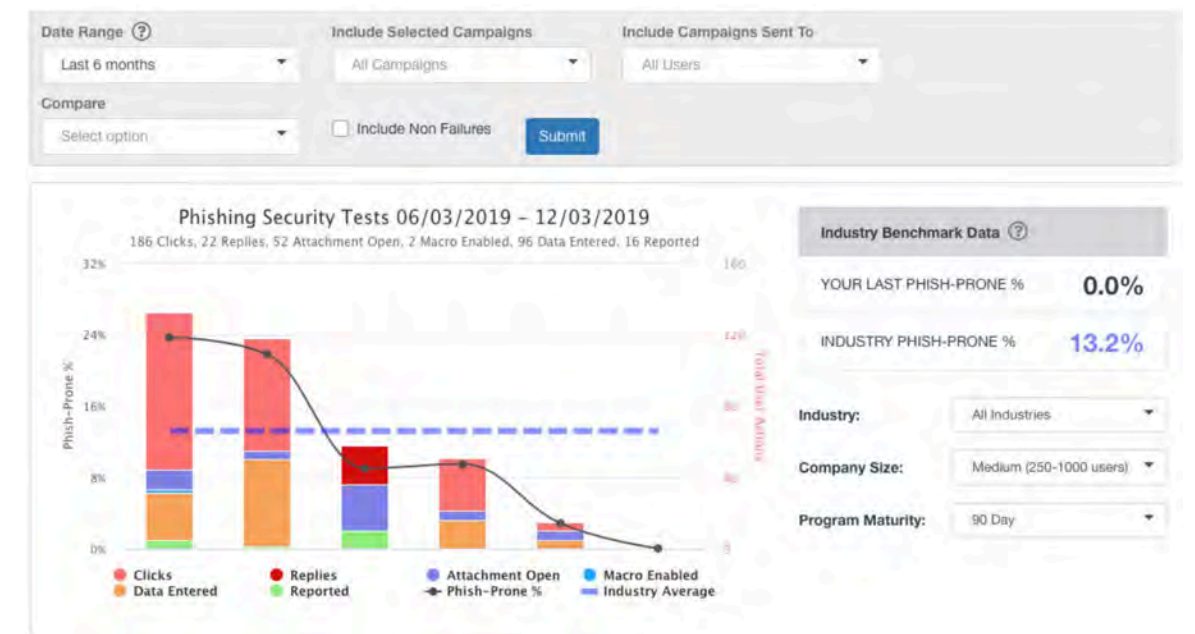 Date Range ?
Include Selected Campaigns
Include Campaigns Sent To
Last 6 months
All Campaigns
All Users
Compare
Select option
Include Non Failures
Submit
Phishing Security Tests 06/03/2019 – 12/03/2019
186 Clicks, 22 Replies, 52 Attachment Open, 2 Macro Enabled, 96 Data Entered, 16 Reported
32%
24%
16%
8%
0%
Phish-Prone %
160
120
80
40
0
Total User Actions
Clicks
Replies
Attachment Open
Macro Enabled
Data Entered
Reported
Phish-Prone %
Industry Average
Industry Benchmark Data ?
YOUR LAST PHISH-PRONE % 0.0%
INDUSTRY PHISH-PRONE % 13.2%
Industry: All Industries
Company Size: Medium (250-1000 users)
Program Maturity: 90 Day